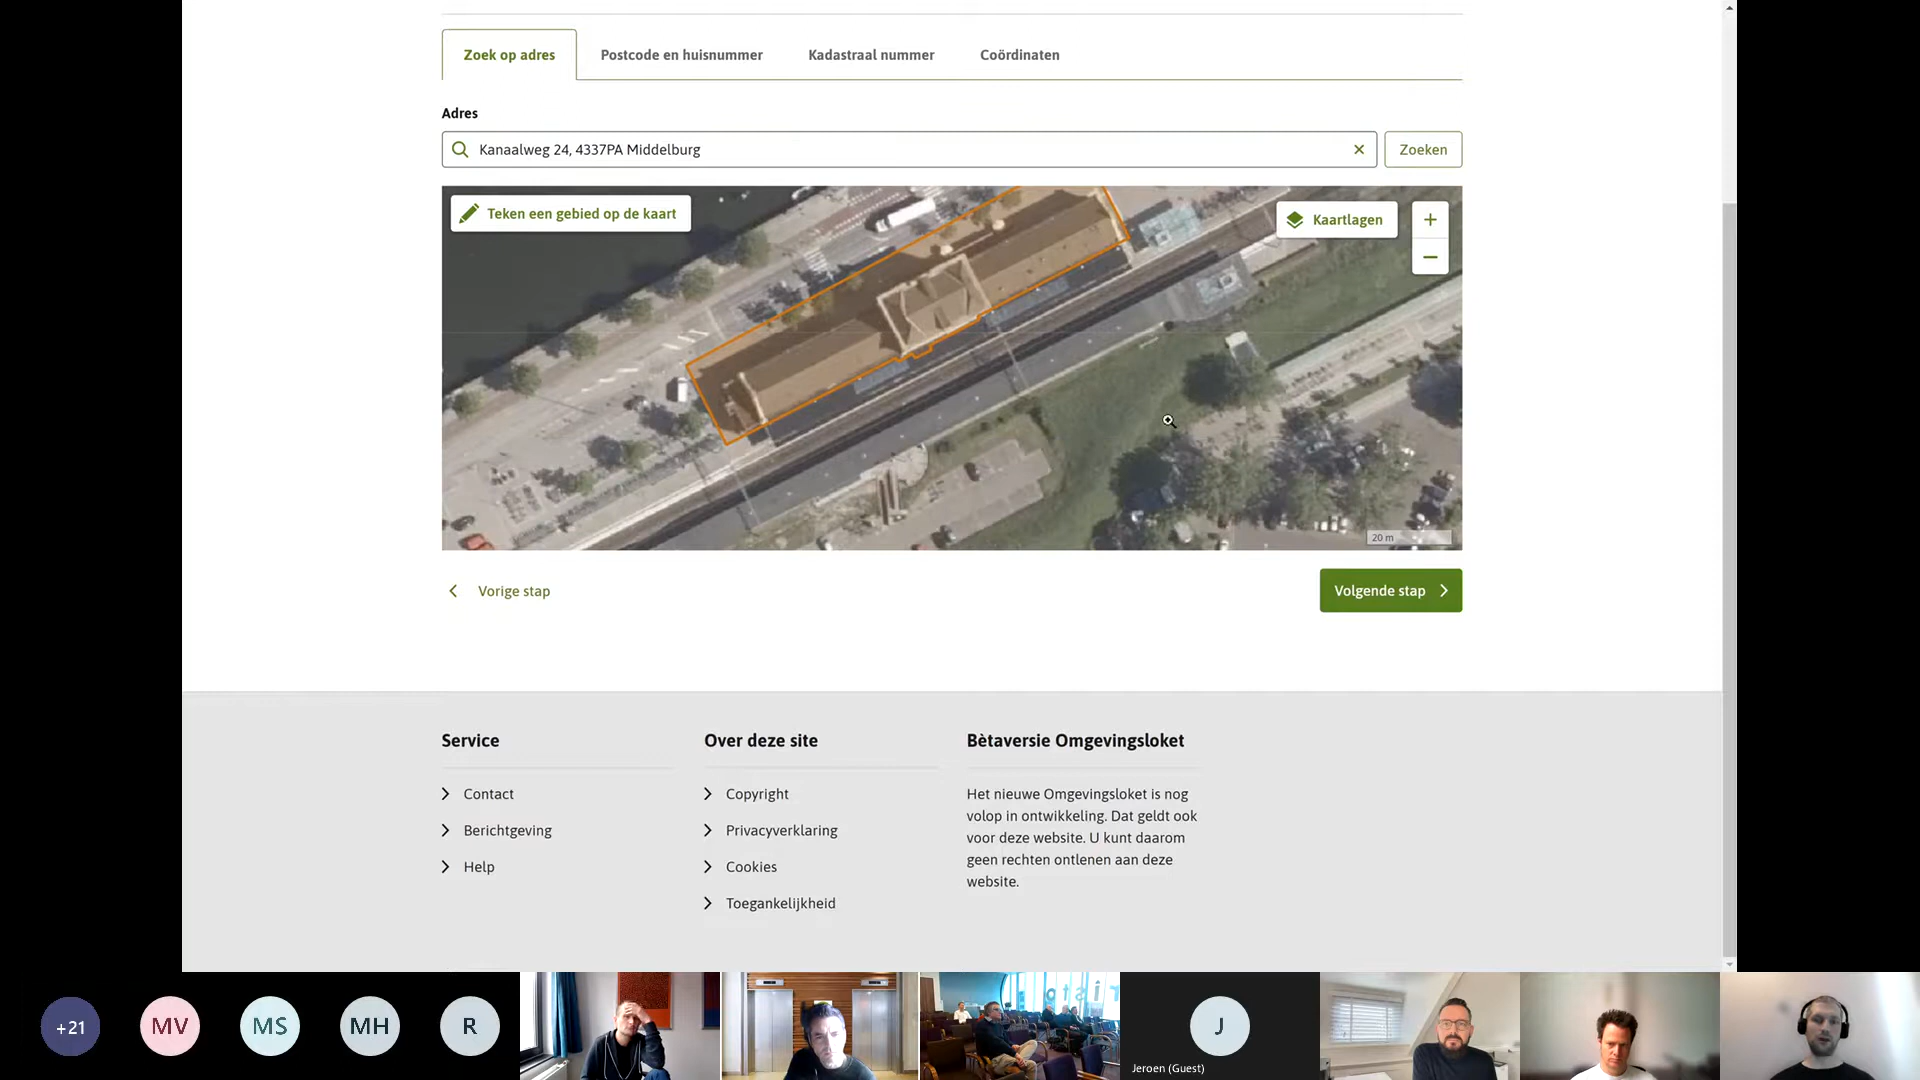 Zoek op adres
Postcode en huisnummer
Kadastraal nummer
Coördinaten
Adres
Kanaalweg 24, 4337PA Middelburg
Zoeken
Teken een gebied op de kaart
Kaartlagen
20 m
Vorige stap
Volgende stap
Service
Contact
Berichtgeving
Help
Over deze site
Copyright
Privacyverklaring
Cookies
Toegankelijkheid
Bètaversie Omgevingsloket
Het nieuwe Omgevingsloket is nog
volop in ontwikkeling. Dat geldt ook
voor deze website. U kunt daarom
geen rechten ontlenen aan deze
website.
+21
MV
MS
MH
R
J
Jeroen (Guest)